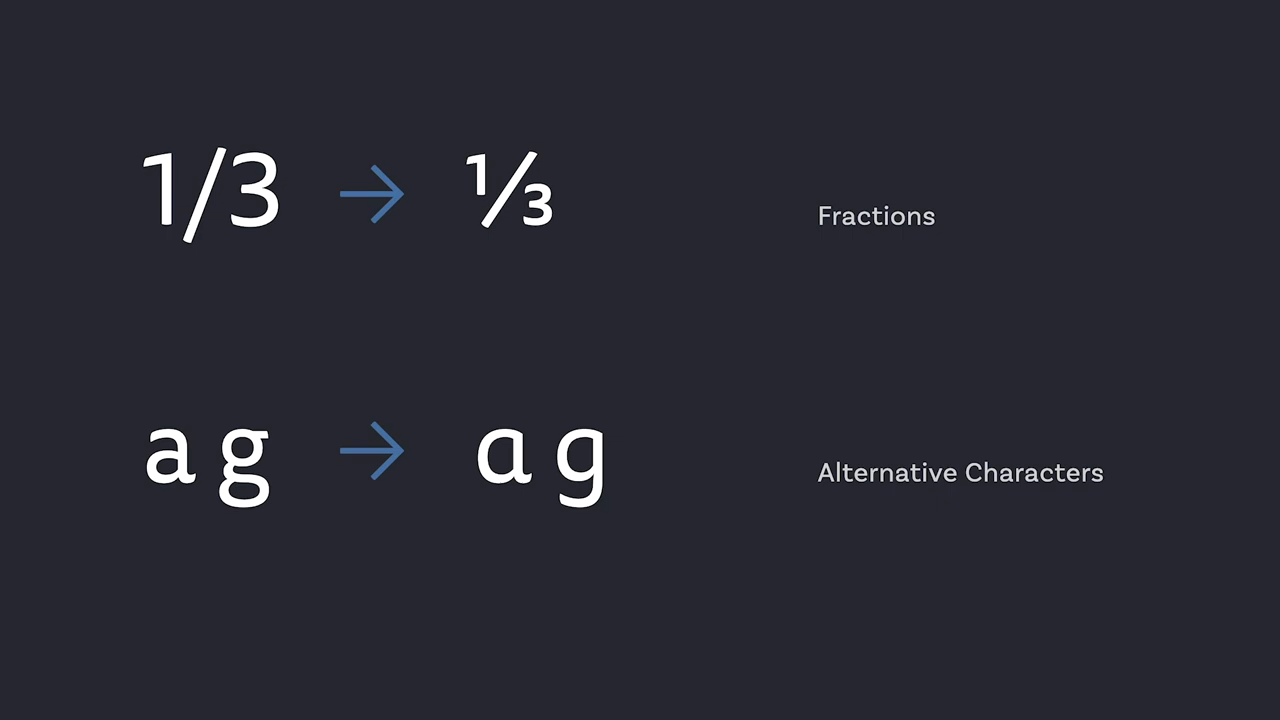 1/3 → ⅓ Fractions
a g → ɑ g Alternative Characters